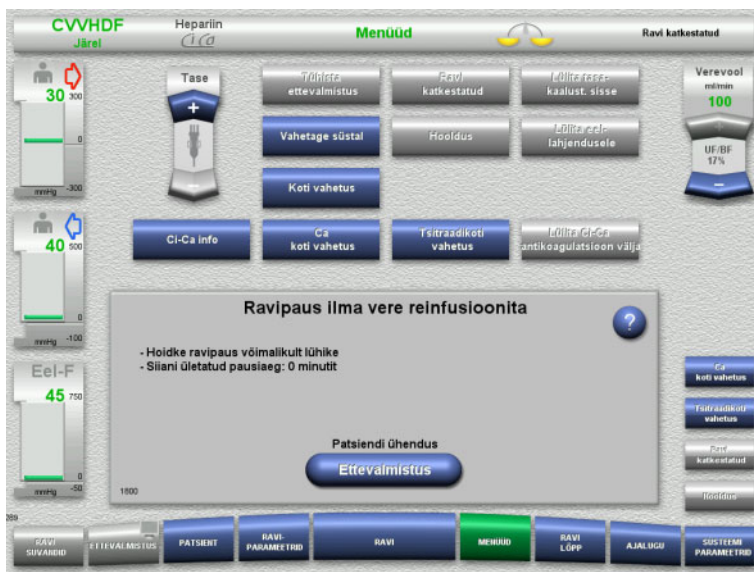 CVVHDF
Järel
Hepariin
Ci Ca
Menüüd
Ravi katkestatud
30
300
0
-300
mmHg
Tase
+
Tühista
ettevalmistus
Ravi
katkestatud
Lülita tasa-
kaalust. sisse
Vahetage süstal
Hooldus
Lülita eel-
lahjendusele
Koti vahetus
Verevool
ml/min
100
UF/BF
17%
Ci-Ca info
Ca
koti vahetus
Tsitraadikoti
vahetus
Lülita Ci-Ca
antikoagulatsioon välja
40
500
0
-100
mmHg
Ravipaus ilma vere reinfusioonita
?
- Hoidke ravipaus võimalikult lühike
- Siiani ületatud pausiaeg: 0 minutit
Patsiendi ühendus
Ettevalmistus
1600
Eel-F
45
750
0
-50
mmHg
Ca
koti vahetus
Tsitraadikoti
vahetus
Ravi
katkestatud
Hooldus
RAVI
SUVANDID
ETTEVALMISTUS
PATSIENT
RAVI-
PARAMEETRID
RAVI
MENÜÜD
RAVI
LÕPP
AJALUGU
SÜSTEEMI
PARAMEETRID